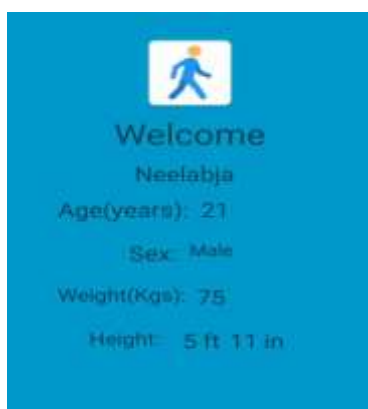 Welcome
Neelabja
Age(years): 21
Sex: Male
Weight(Kgs): 75
Height: 5 ft 11 in